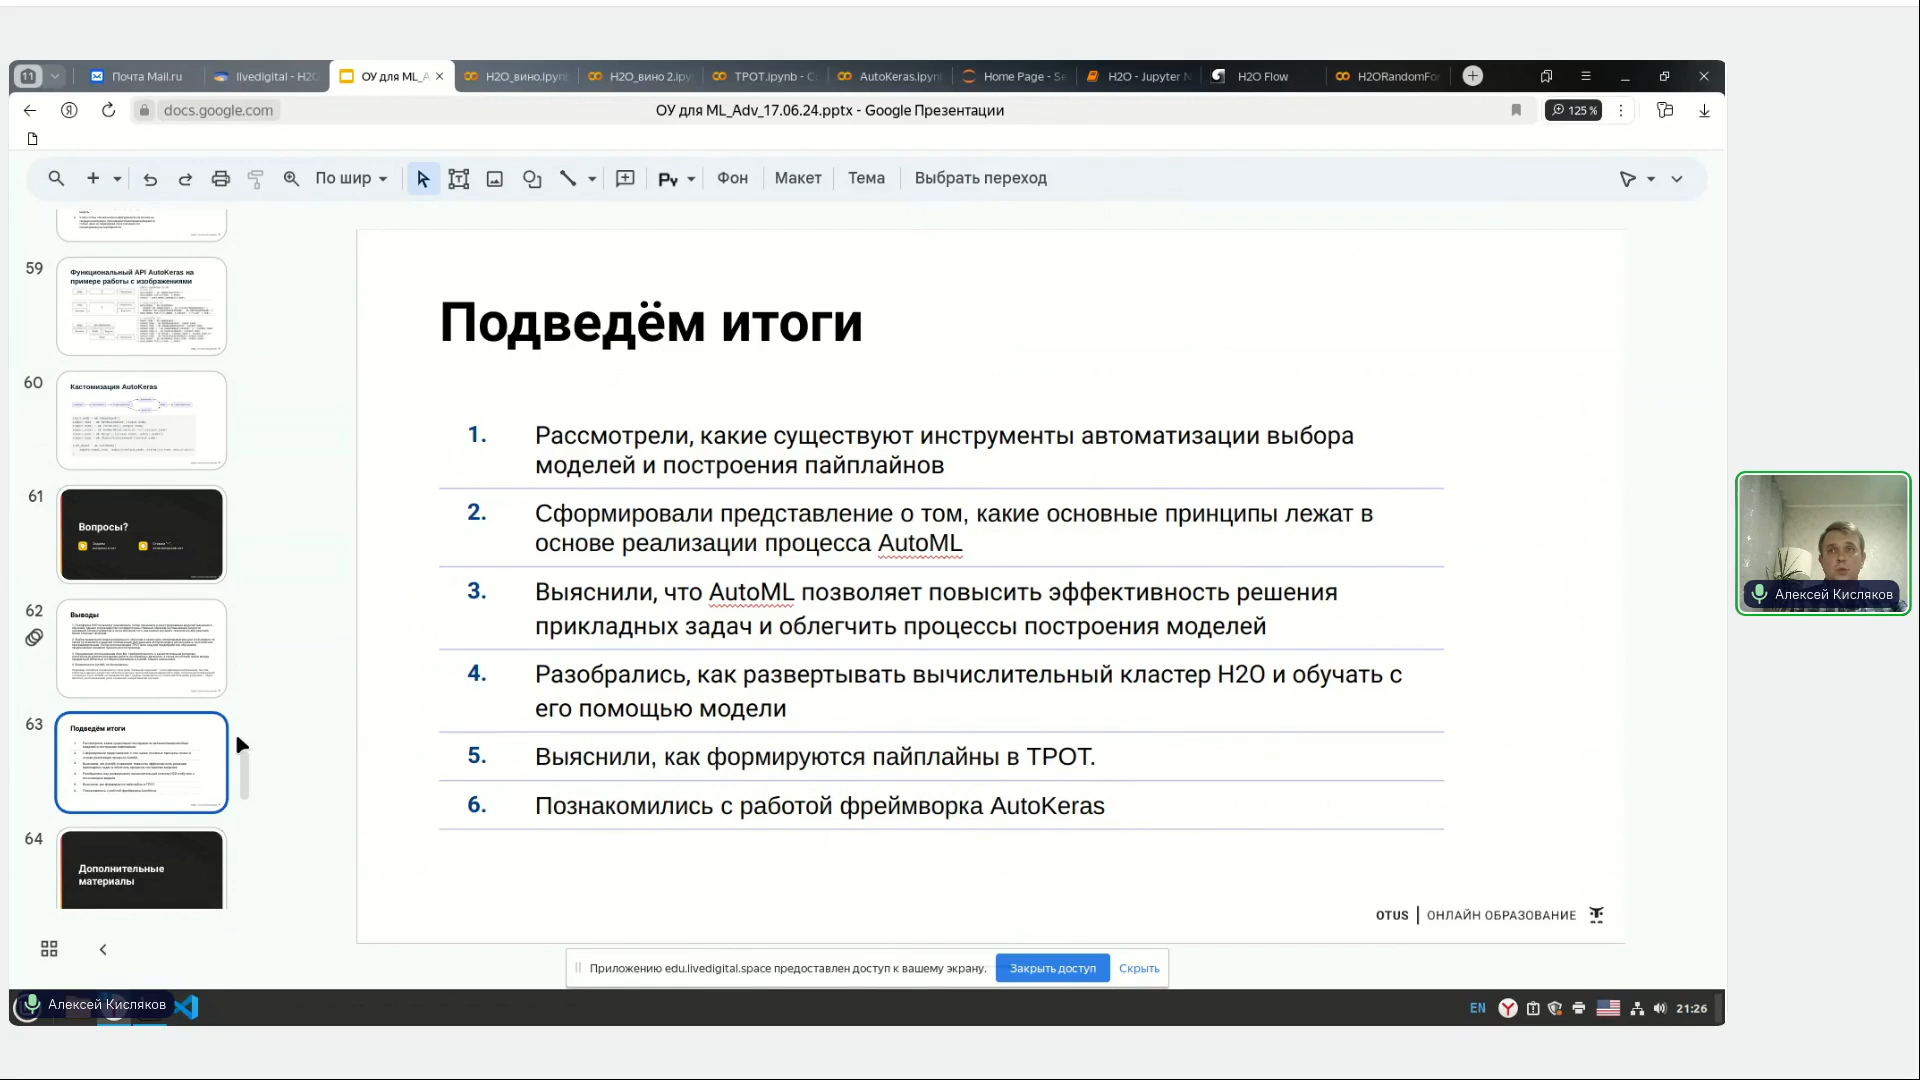 11
Почта Mail.ru
livedigital - H2O
ОУ для ML_A
H2O_вино.ipynb
H2O_вино 2.ipy
TPOT.ipynb - C
AutoKeras.ipyn
Home Page - Se
H2O - Jupyter N
H2O Flow
H2ORandomFor
docs.google.com
ОУ для ML_Adv_17.06.24.pptx - Google Презентации
125 %
По шир
Фон
Макет
Тема
Выбрать переход
59
Функциональный API AutoKeras на
примере работы с изображениями
60
Кастомизация AutoKeras
61
Вопросы?
62
Выводы
63
Подведём итоги
64
Дополнительные
материалы
Подведём итоги
1. Рассмотрели, какие существуют инструменты автоматизации выбора
моделей и построения пайплайнов
2. Сформировали представление о том, какие основные принципы лежат в
основе реализации процесса AutoML
3. Выяснили, что AutoML позволяет повысить эффективность решения
прикладных задач и облегчить процессы построения моделей
4. Разобрались, как развертывать вычислительный кластер H2O и обучать с
его помощью модели
5. Выяснили, как формируются пайплайны в TPOT.
6. Познакомились с работой фреймворка AutoKeras
OTUS | ОНЛАЙН ОБРАЗОВАНИЕ
Приложению edu.livedigital.space предоставлен доступ к вашему экрану.
Закрыть доступ
Скрыть
Алексей Кисляков
Алексей Кисляков
EN
21:26